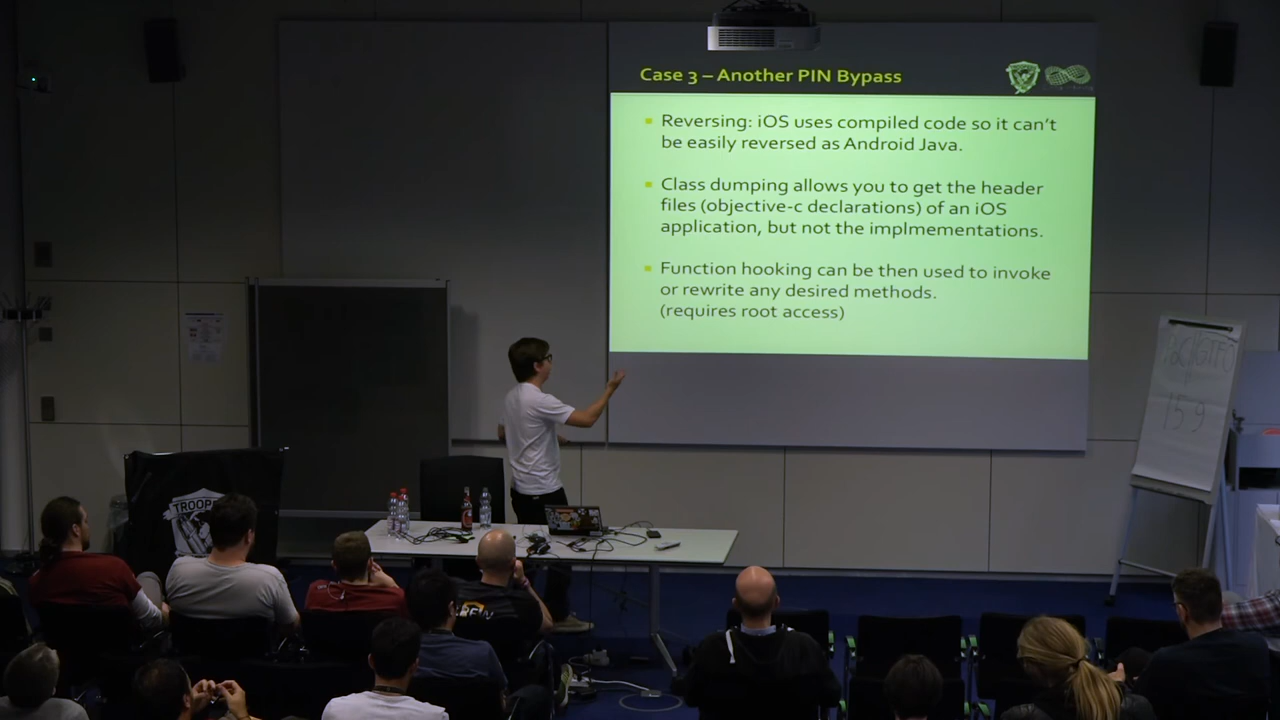 Case 3 – Another PIN Bypass
Reversing: iOS uses compiled code so it can't
be easily reversed as Android Java.
Class dumping allows you to get the header
files (objective-c declarations) of an iOS
application, but not the implmementations.
Function hooking can be then used to invoke
or rewrite any desired methods.
(requires root access)
TROOP